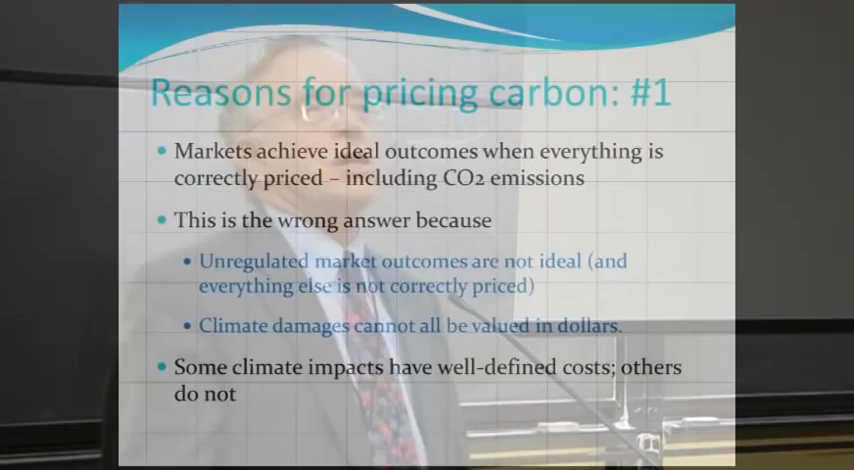 Reasons for pricing carbon: #1
• Markets achieve ideal outcomes when everything is
correctly priced – including CO2 emissions
• This is the wrong answer because
• Unregulated market outcomes are not ideal (and
everything else is not correctly priced)
• Climate damages cannot all be valued in dollars.
• Some climate impacts have well-defined costs; others
do not